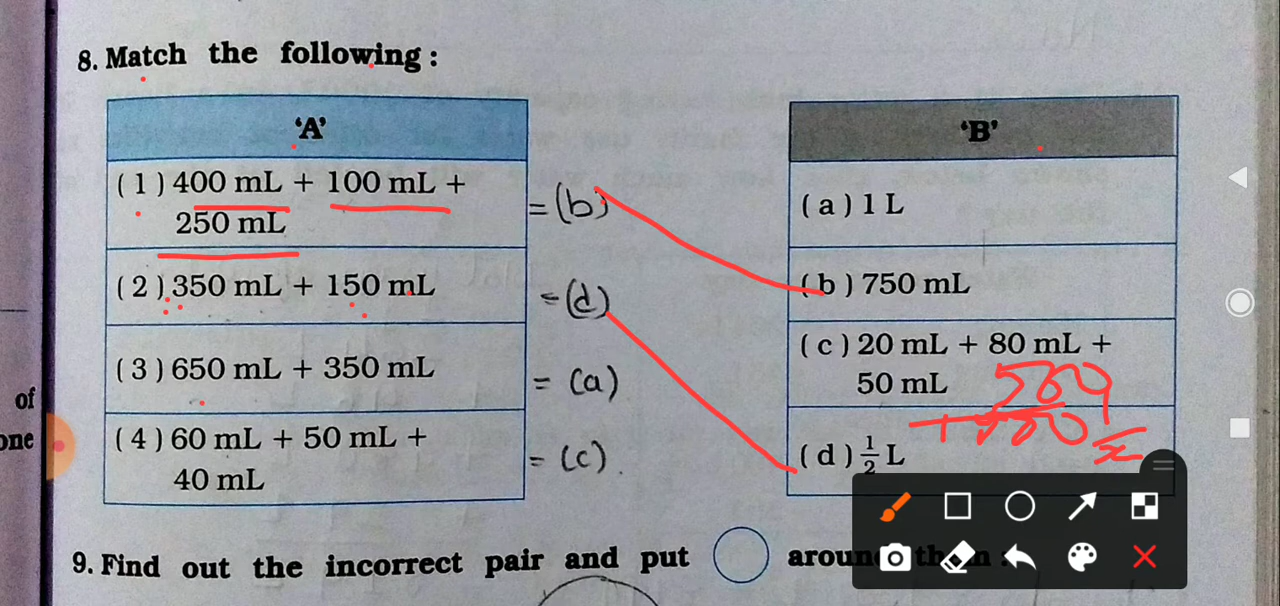 8. Match the following :
'A'
(1) 400 mL + 100 mL +
250 mL
= (b)
(2) 350 mL + 150 mL
= (d)
(3) 650 mL + 350 mL
= (a)
(4) 60 mL + 50 mL +
40 mL
= (c).
'B'
(a) 1 L
(b) 750 mL
(c) 20 mL + 80 mL +
50 mL
(d) 1/2 L
of
one
9. Find out the incorrect pair and put around